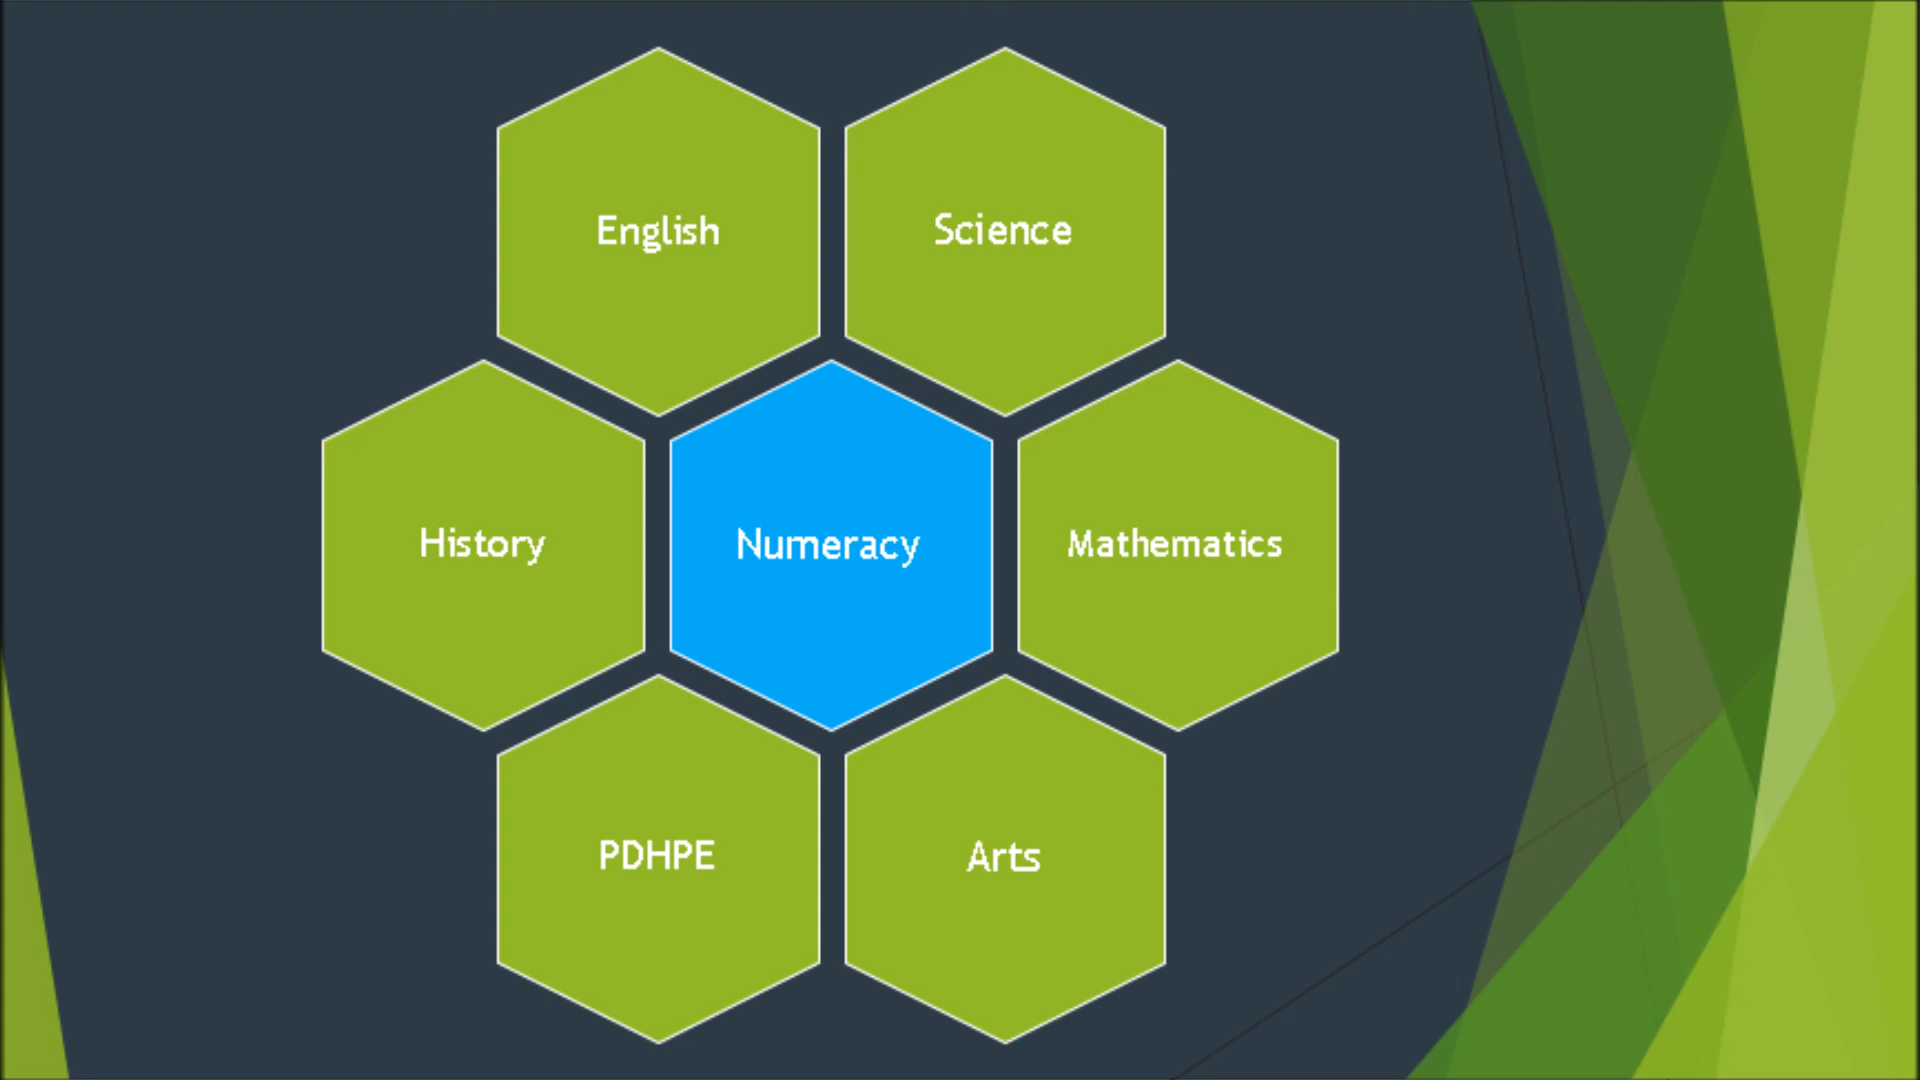 English
Science
History
Numeracy
Mathematics
PDHPE
Arts